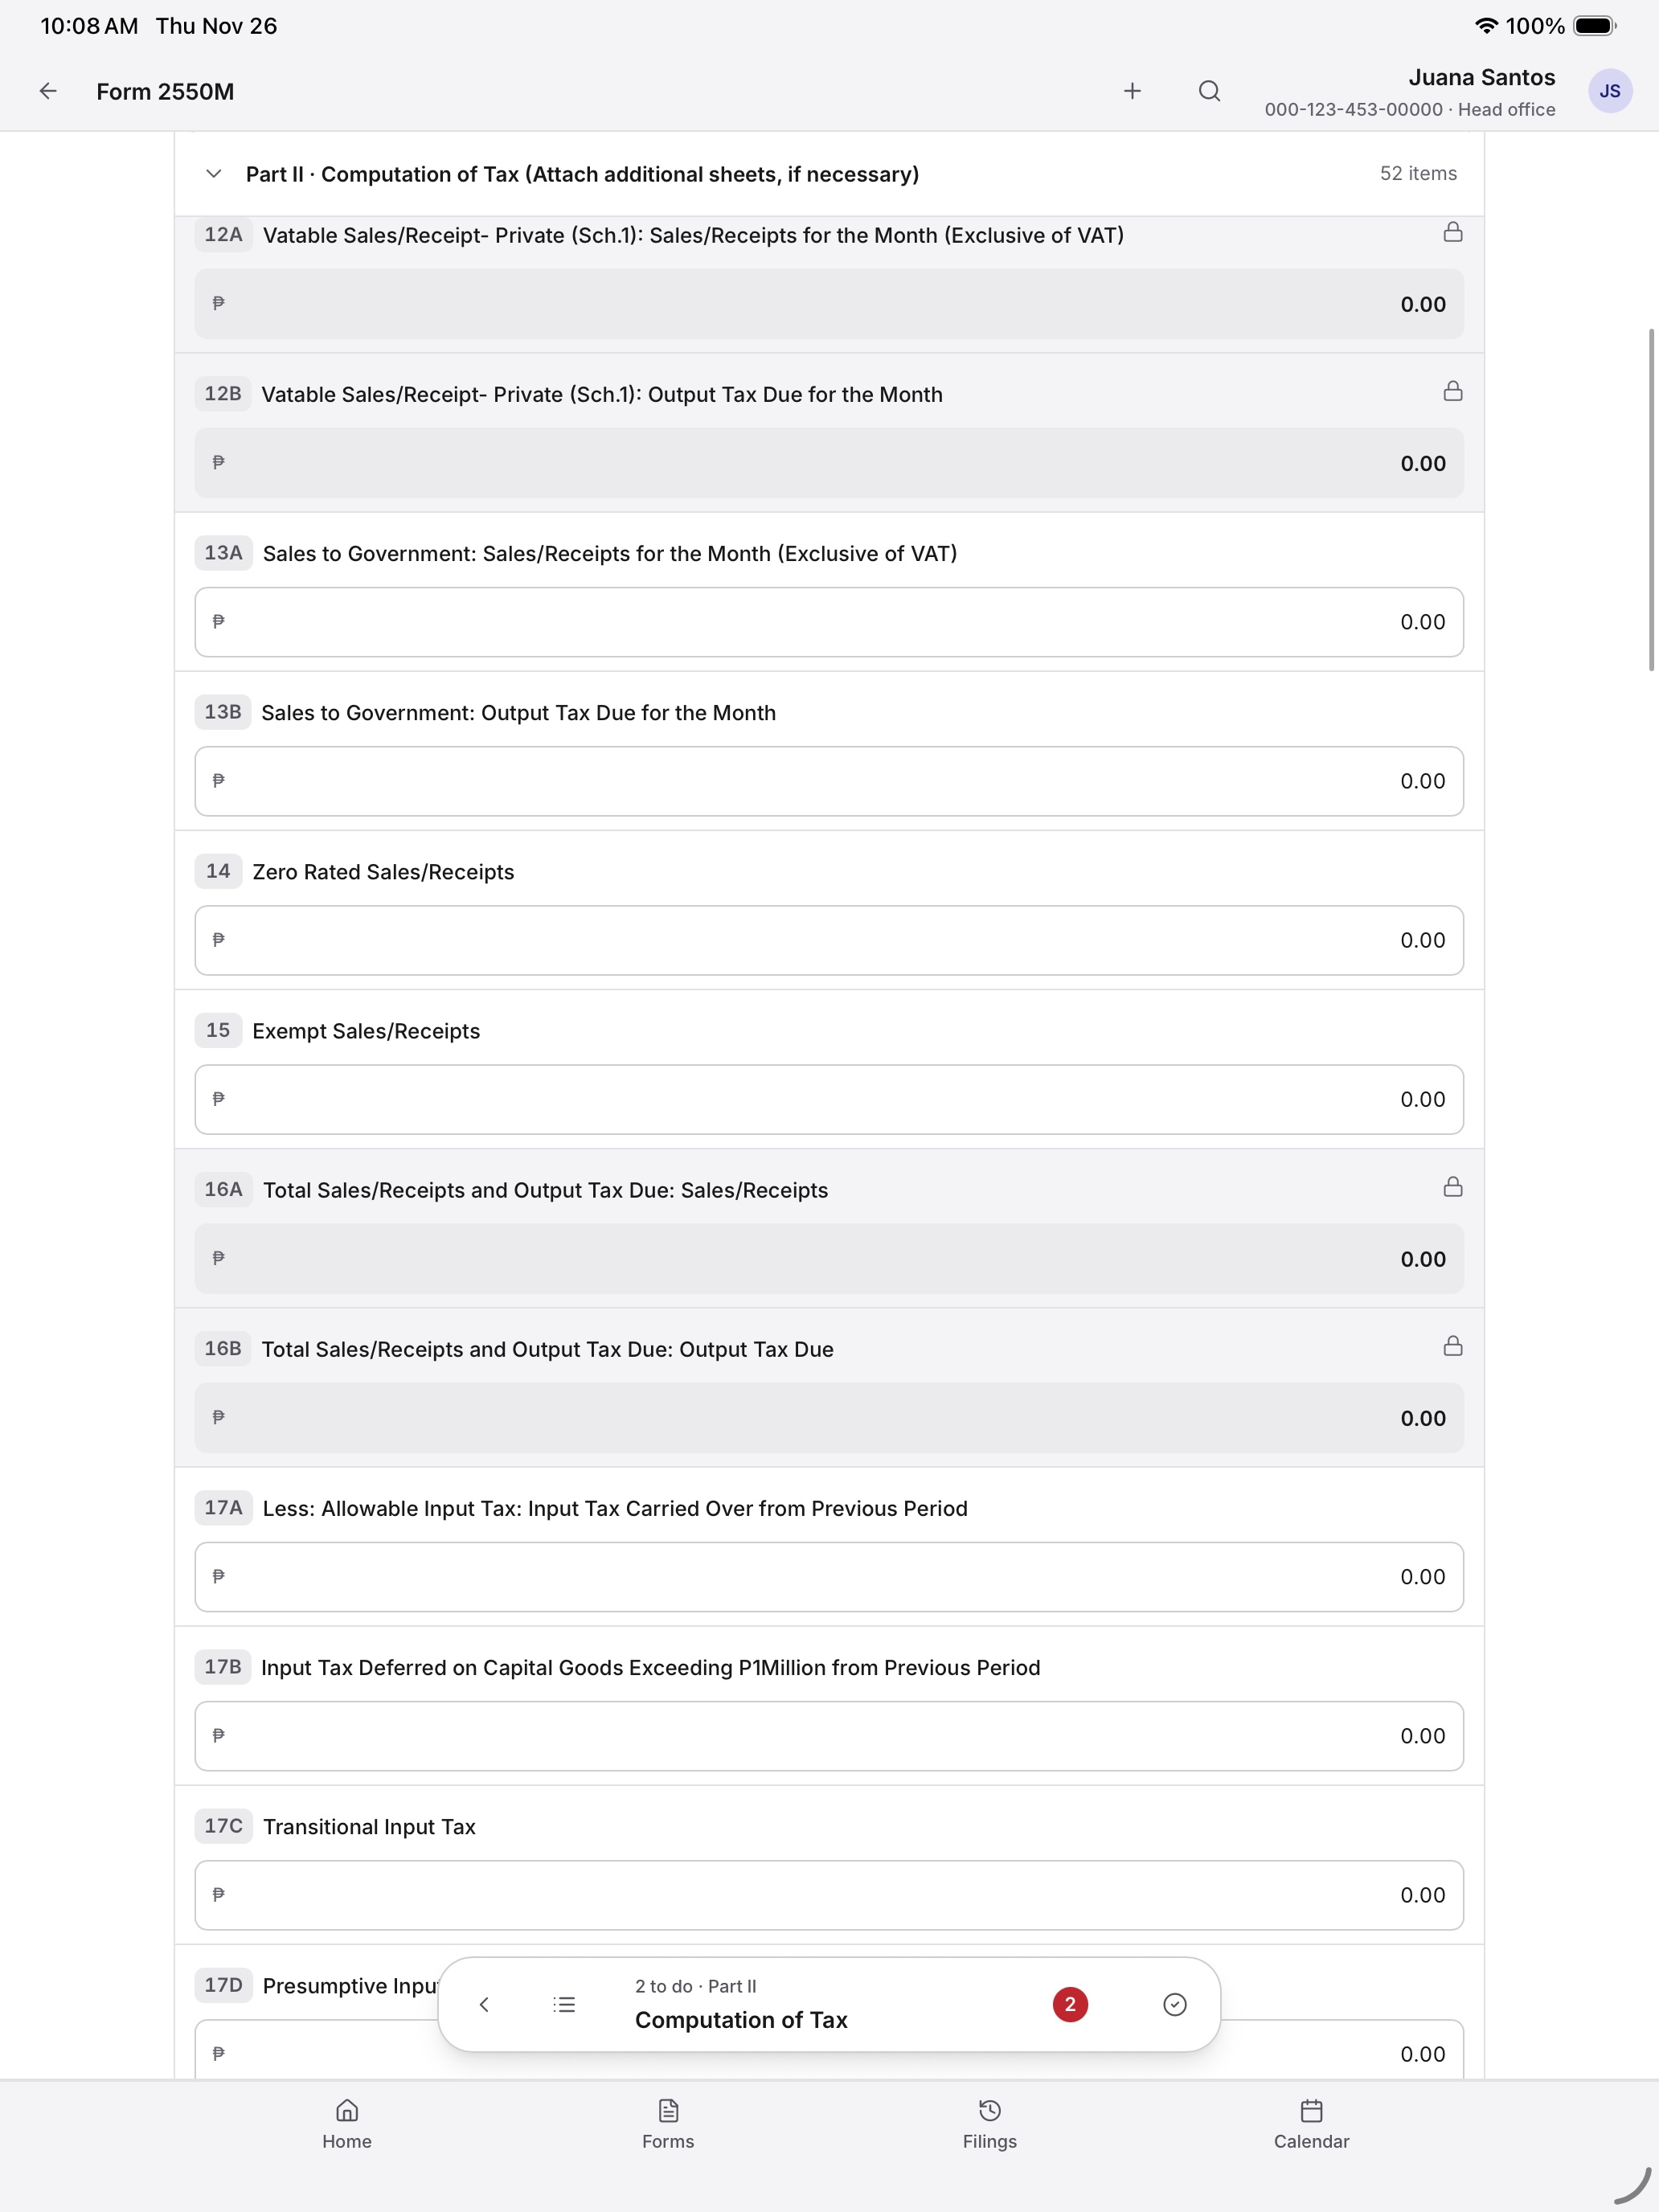 10:08 AM Thu Nov 26
100%
Form 2550M
Juana Santos
000-123-453-00000 · Head office
JS
Part II · Computation of Tax (Attach additional sheets, if necessary)
52 items
12A Vatable Sales/Receipt- Private (Sch.1): Sales/Receipts for the Month (Exclusive of VAT)
₱ 0.00
12B Vatable Sales/Receipt- Private (Sch.1): Output Tax Due for the Month
₱ 0.00
13A Sales to Government: Sales/Receipts for the Month (Exclusive of VAT)
₱ 0.00
13B Sales to Government: Output Tax Due for the Month
₱ 0.00
14 Zero Rated Sales/Receipts
₱ 0.00
15 Exempt Sales/Receipts
₱ 0.00
16A Total Sales/Receipts and Output Tax Due: Sales/Receipts
₱ 0.00
16B Total Sales/Receipts and Output Tax Due: Output Tax Due
₱ 0.00
17A Less: Allowable Input Tax: Input Tax Carried Over from Previous Period
₱ 0.00
17B Input Tax Deferred on Capital Goods Exceeding P1Million from Previous Period
₱ 0.00
17C Transitional Input Tax
₱ 0.00
17D Presumptive
₱ 0.00
2 to do · Part II
Computation of Tax
2
Home
Forms
Filings
Calendar